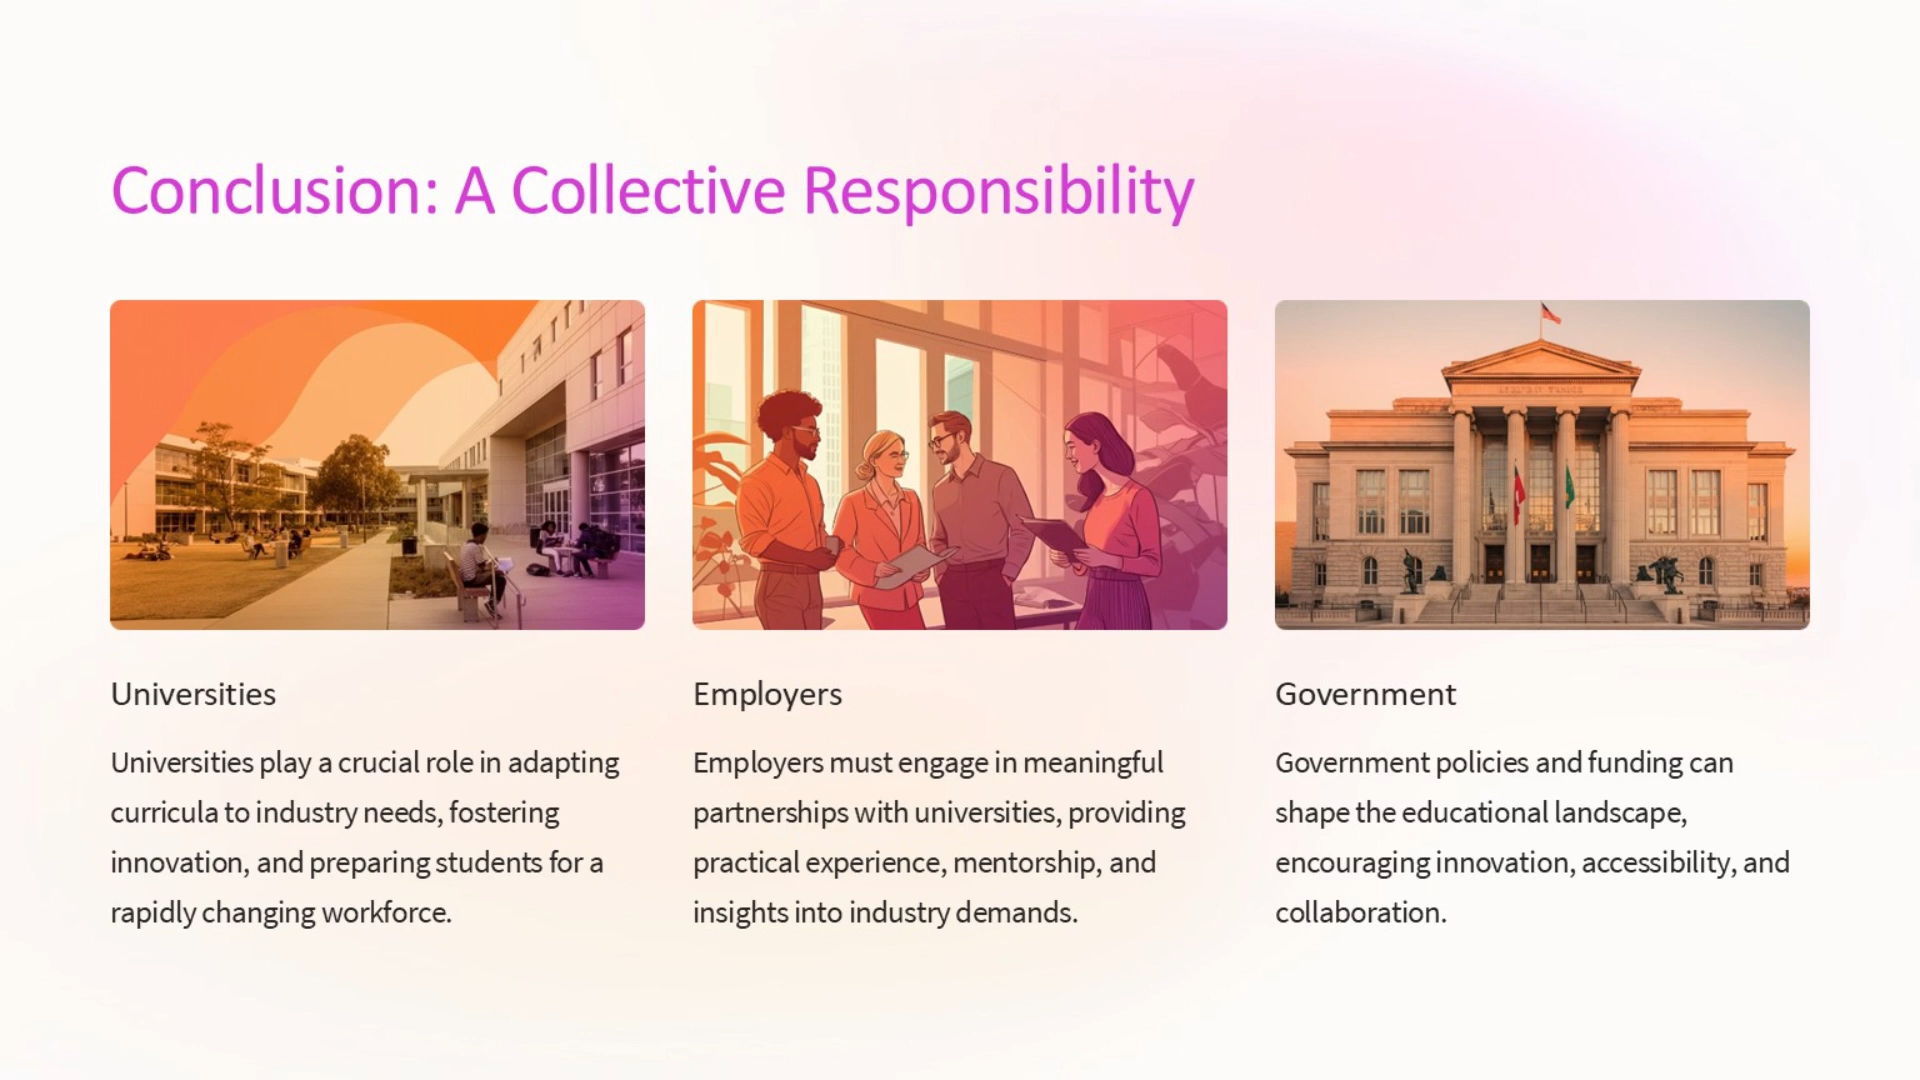 Conclusion: A Collective Responsibility
Universities
Universities play a crucial role in adapting
curricula to industry needs, fostering
innovation, and preparing students for a
rapidly changing workforce.
Employers
Employers must engage in meaningful
partnerships with universities, providing
practical experience, mentorship, and
insights into industry demands.
Government
Government policies and funding can
shape the educational landscape,
encouraging innovation, accessibility, and
collaboration.